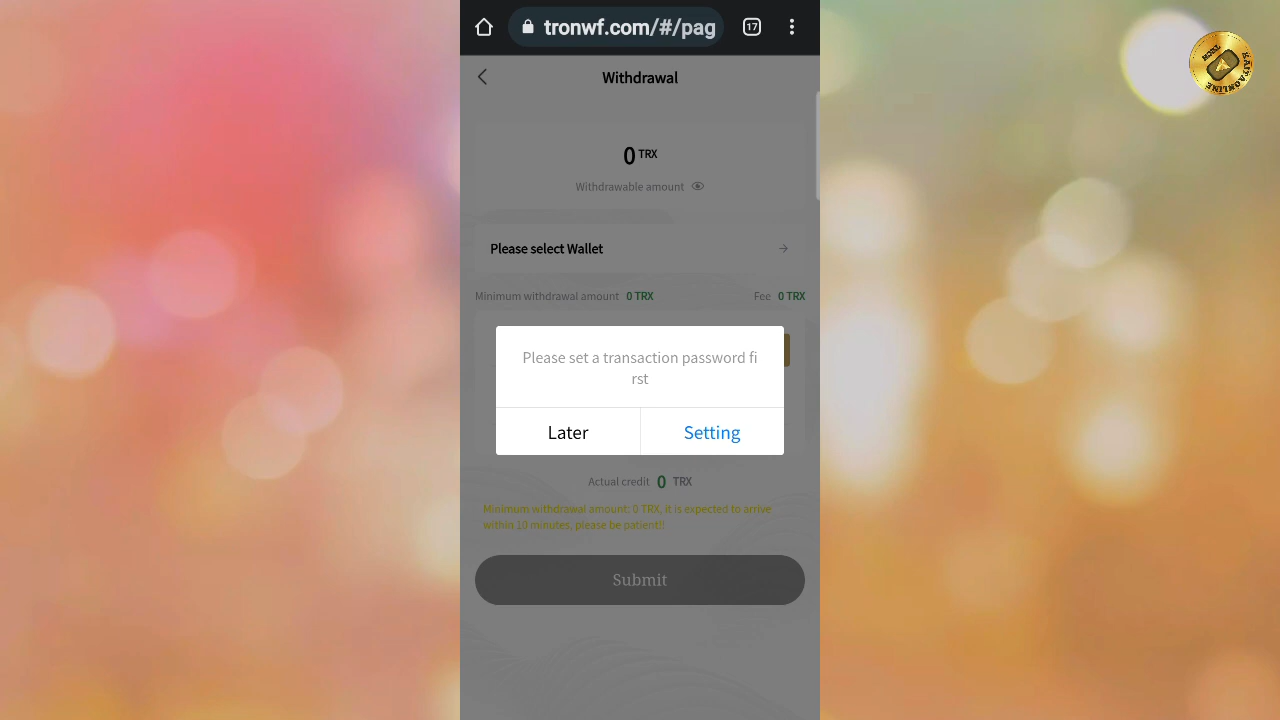 tronwf.com/#/pag
17
Withdrawal
0 TRX
Withdrawable amount
Please select Wallet
Minimum withdrawal amount 0 TRX
Fee 0 TRX
Please set a transaction password fi
rst
Later
Setting
Actual credit 0 TRX
Minimum withdrawal amount: 0 TRX, it is expected to arrive
within 10 minutes, please be patient!!
Submit